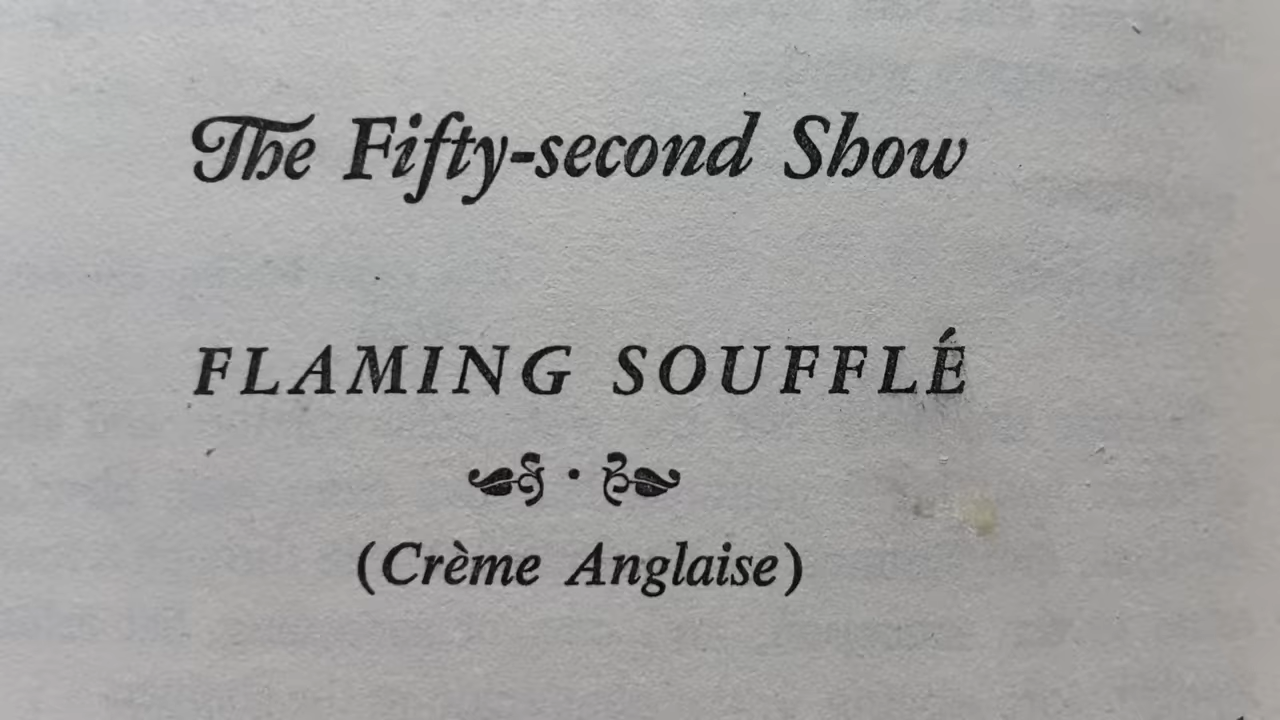 The Fifty-second Show
FLAMING SOUFFLÉ
(Crème Anglaise)